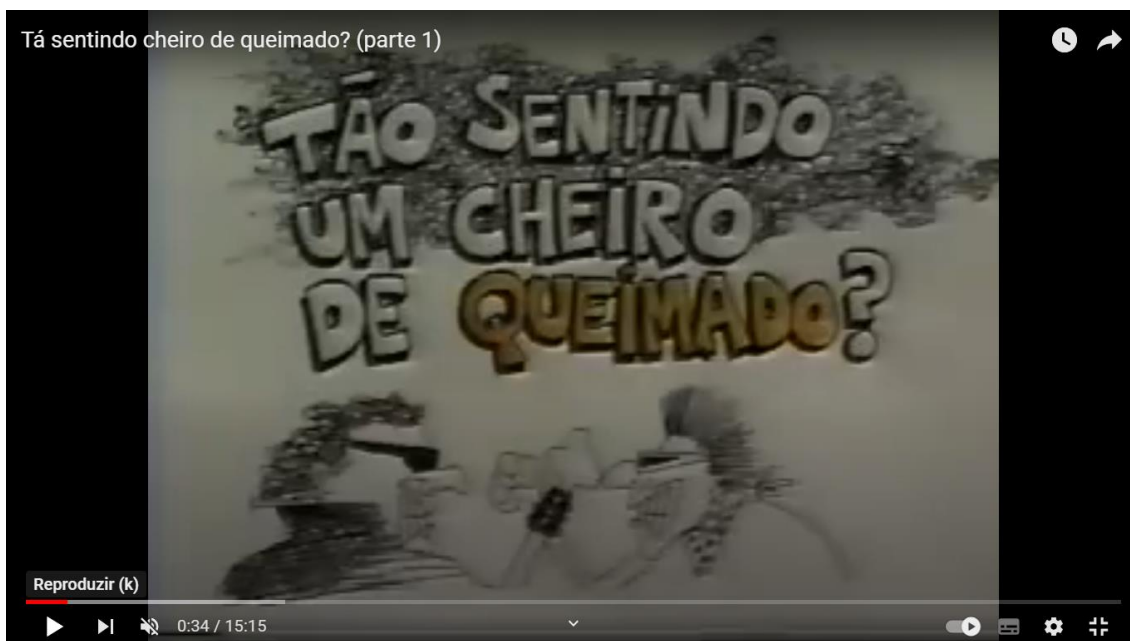 Tá sentindo cheiro de queimado? (parte 1)
TÃO SENTINDO
UM CHEIRO
DE QUEIMADO?
Reproduzir (k)
0:34 / 15:15